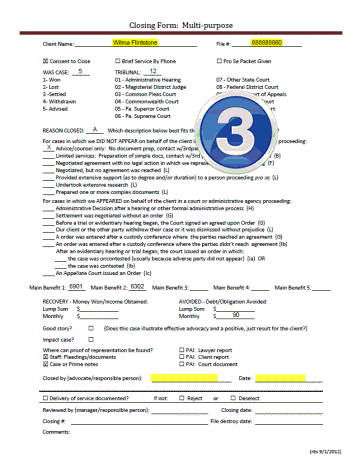 Closing Form: Multi-purpose
Client Name: Wilma Flintstone File #: 888888880
☒ Consent to Close ☐ Brief Service By Phone ☐ Pro Se Packet Given
WAS CASE: 5 TRIBUNAL: 12
1- Won 01 - Administrative Hearing 07 - Other State Court
2- Lost 02 - Magisterial District Judge 08 - Federal District Court
3 -Settled 03 - Common Pleas Court of Appeals
4- Withdrawn 04 - Commonwealth Court
5- Advised 05 - Pa. Superior Court
06 - Pa. Supreme Court
3
REASON CLOSED: A Which description below best fits
For cases in which we DID NOT APPEAR on behalf of the client in a proceeding:
X Advice/counsel only: No document prep, contact w/3rdpa
Limited services: Preparation of simple docs, contact w/3rd (B)
Negotiated agreement with no legal action in which we (F)
Negotiated, but no agreement was reached (L)
Provided extensive support (as to degree and/or duration) to a person proceeding pro se (L)
Undertook extensive research (L)
Prepared one or more complex documents (L)
For cases in which we APPEARED on behalf of the client in a court or administrative agency proceeding:
Administrative Decision after a hearing or other formal administrative process (H)
Settlement was negotiated without an order (G)
Before a trial or evidentiary hearing began, the Court signed an agreed upon Order (G)
Our client or the other party withdrew their case or it was dismissed without prejudice (L)
A order was entered after a custody conference where the parties reached an agreement (G)
An order was entered after a custody conference where the parties didn't reach agreement (Ib)
After an evidentiary hearing or trial began, the court issued an order in which:
the case was uncontested (usually because adverse party did not appear) (Ia) OR
the case was contested (Ib)
An Appellate Court issued an Order (Ic)
Main Benefit 1: 6901 Main Benefit 2: 6302 Main Benefit 3: Main Benefit 4: Main Benefit 5:
RECOVERY - Money Won/Income Obtained: AVOIDED - Debt/Obligation Avoided:
Lump Sum $ Lump Sum $
Monthly $ Monthly $ 90
Good story? ☐ (Does this case illustrate effective advocacy and a positive, just result for the client?)
Impact case? ☐
Where can proof of representation be found? ☐ PAI: Lawyer report
☒ Staff: Pleadings/documents ☐ PAI: Client report
☒ Case or Prime notes ☐ PAI: Court document
Closed by (advocate/responsible person): Date:
☐ Delivery of service documented? If not: ☐ Reject or ☐ Deselect
Reviewed by (manager/responsible person): Closing date:
Closing #: File destroy date:
Comments: